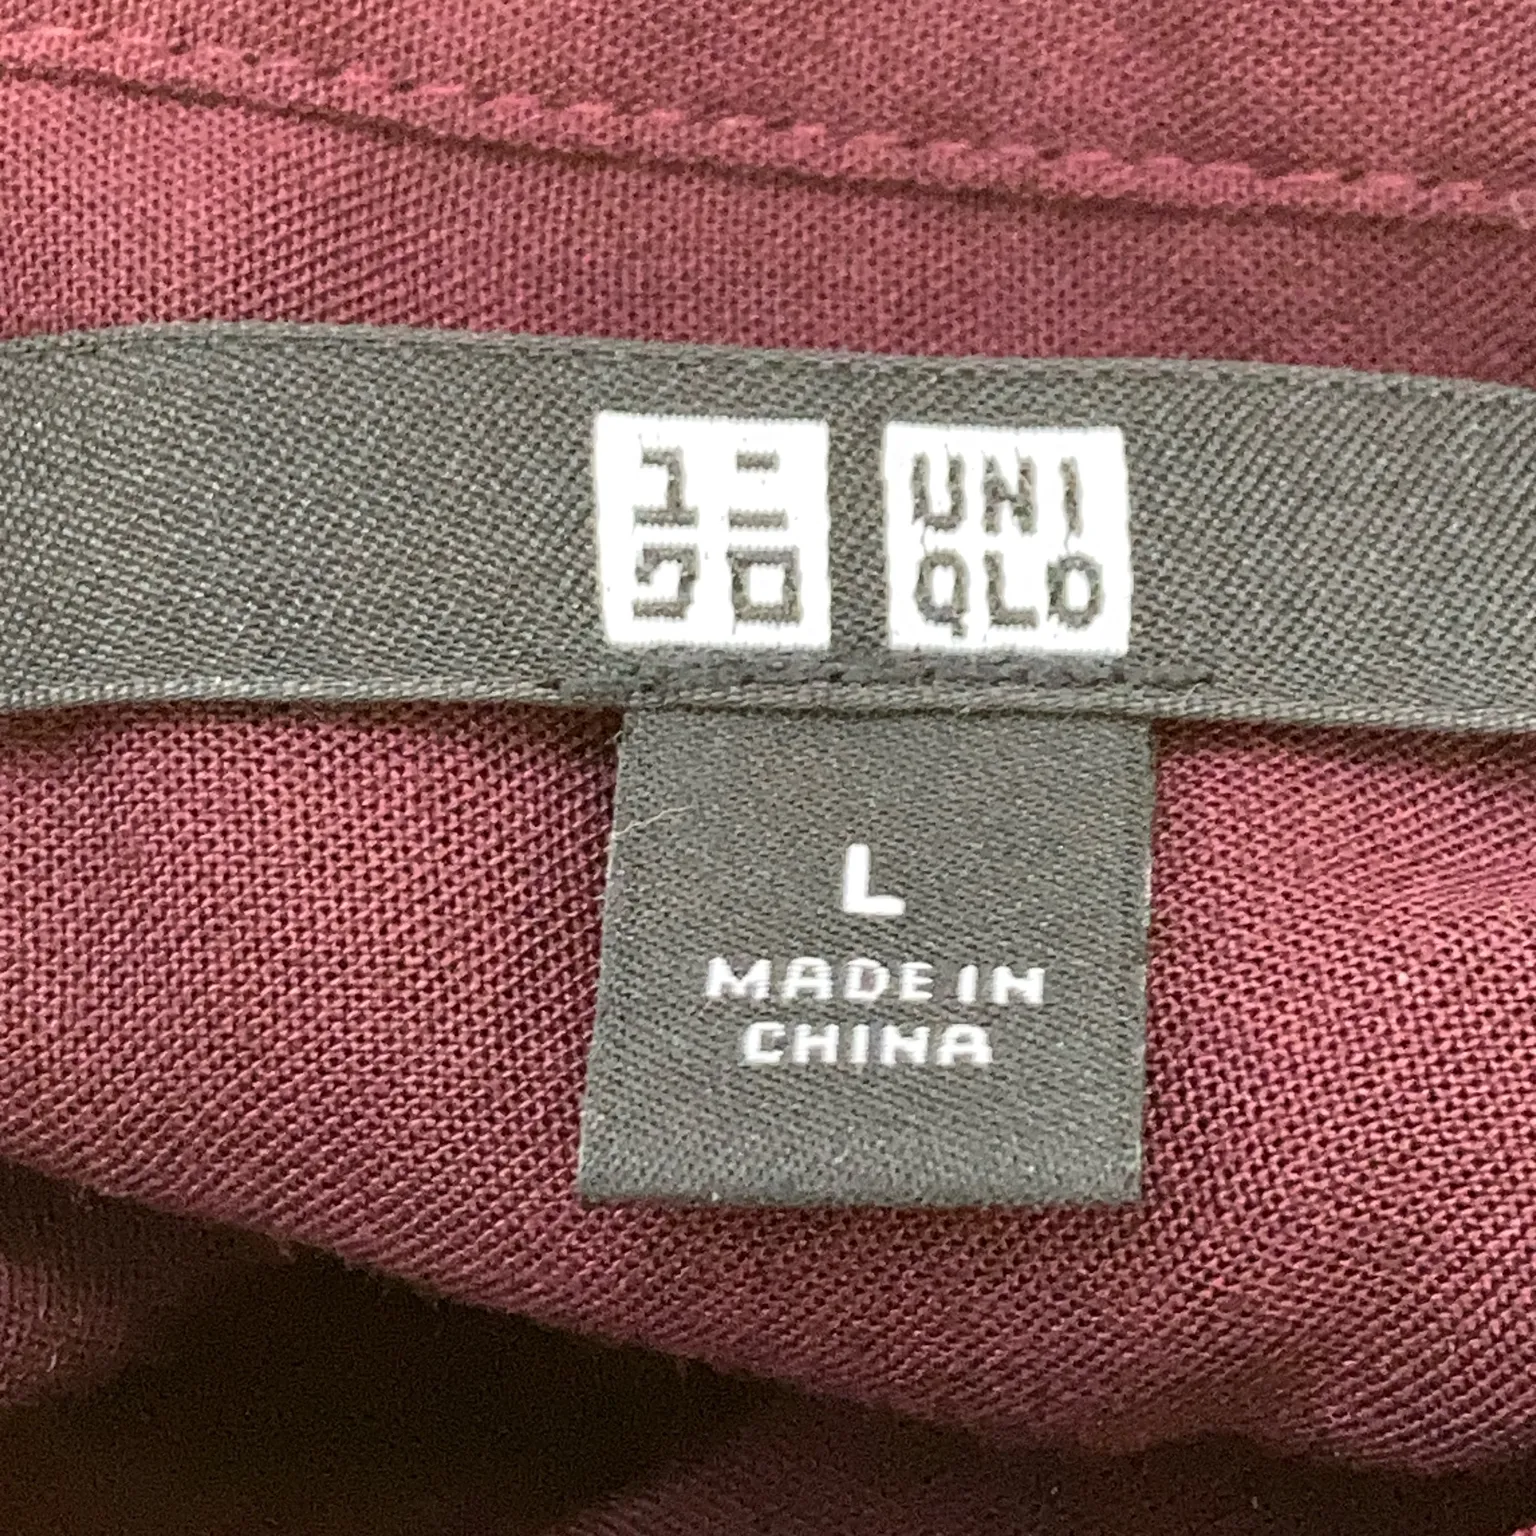 ユニ
クロ
UNI
QLO
L
MADE IN
CHINA